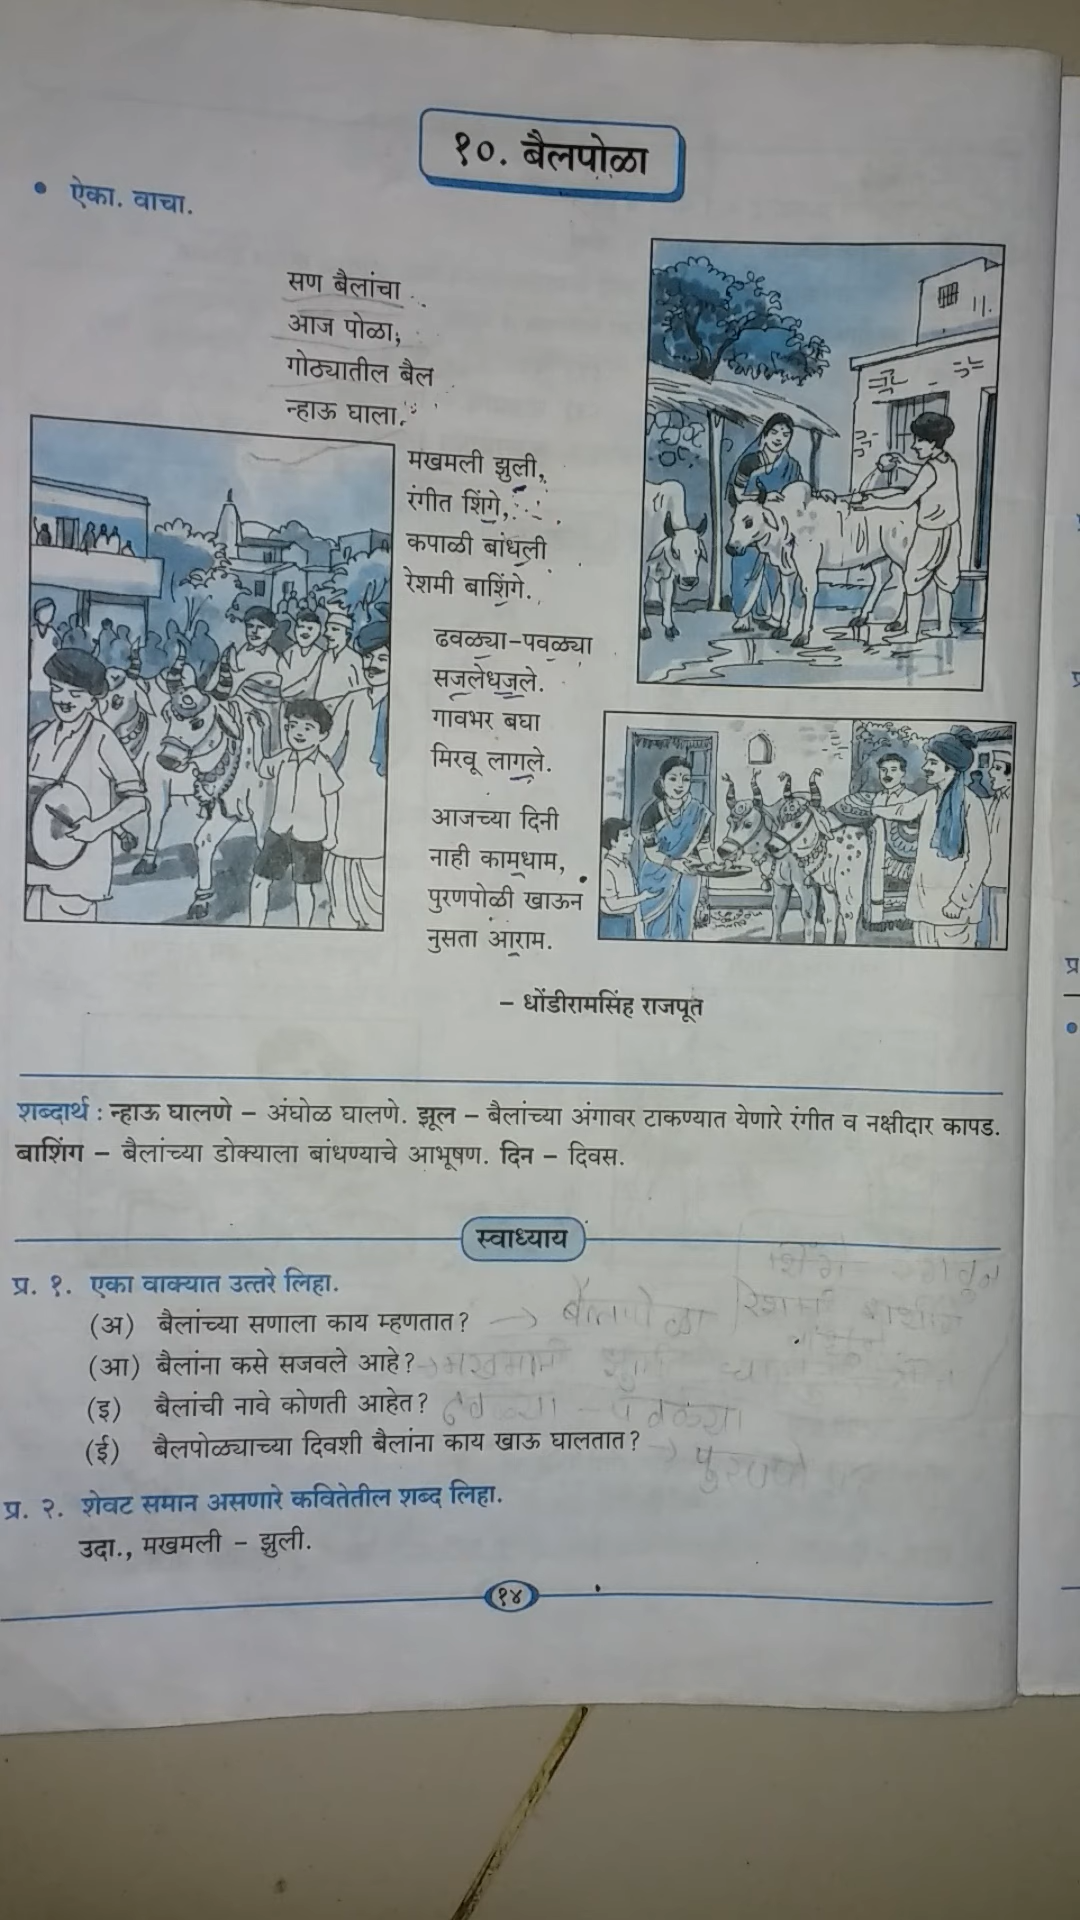 १०. बैलपोळा
• ऐका. वाचा.
सण बैलांचा
आज पोळा;
गोठ्यातील बैल
न्हाऊ घाला.
मखमली झुली,
रंगीत शिंगे,
कपाळी बांधली
रेशमी बाशिंगे.
ढवळ्या-पवळ्या
सजलेधजले.
गावभर बघा
मिरवू लागले.
आजच्या दिनी
नाही कामधाम,
पुरणपोळी खाऊन
नुसता आराम.
– धोंडीरामसिंह राजपूत
शब्दार्थ : न्हाऊ घालणे – अंघोळ घालणे. झूल – बैलांच्या अंगावर टाकण्यात येणारे रंगीत व नक्षीदार कापड.
बाशिंग – बैलांच्या डोक्याला बांधण्याचे आभूषण. दिन – दिवस.
स्वाध्याय
प्र. १. एका वाक्यात उत्तरे लिहा.
(अ) बैलांच्या सणाला काय म्हणतात? → बैलपोळा
(आ) बैलांना कसे सजवले आहे?
(इ) बैलांची नावे कोणती आहेत? ढवळ्या - पवळ्या
(ई) बैलपोळ्याच्या दिवशी बैलांना काय खाऊ घालतात?
प्र. २. शेवट समान असणारे कवितेतील शब्द लिहा.
उदा., मखमली – झुली.
१४